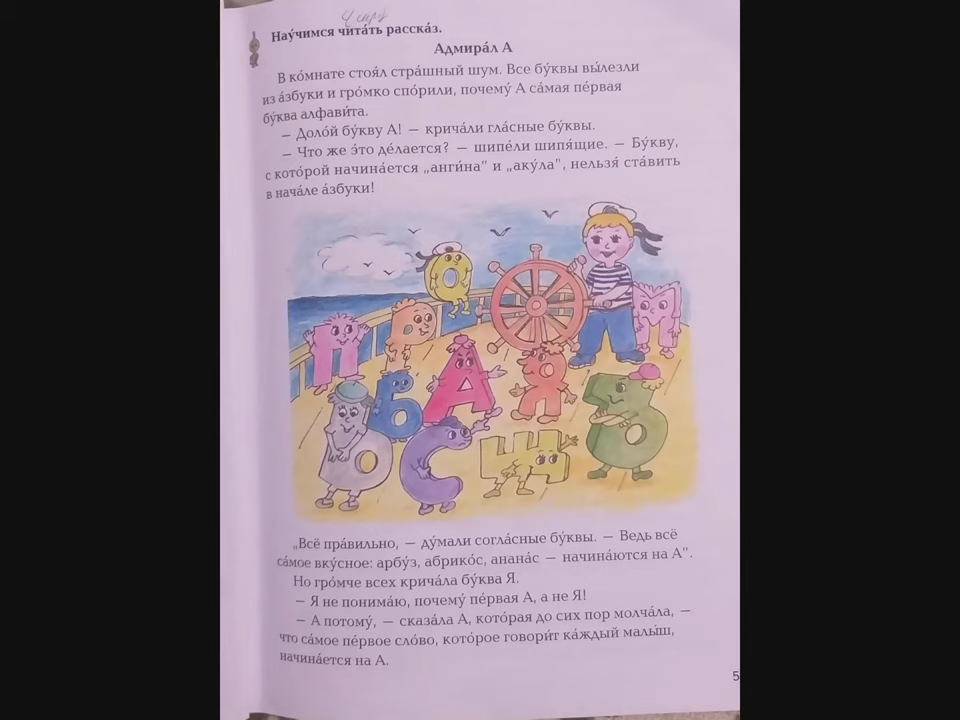 Нау́чимся чита́ть расска́з.
Адмира́л А
В ко́мнате стоя́л стра́шный шум. Все бу́квы вы́лезли
из а́збуки и гро́мко спо́рили, почему́ А са́мая пе́рвая
бу́ква алфави́та.
— Доло́й бу́кву А! — крича́ли гла́сные бу́квы.
— Что же э́то де́лается? — шипе́ли шипя́щие. — Бу́кву,
с кото́рой начина́ется „анги́на" и „аку́ла", нельзя́ ста́вить
в нача́ле а́збуки!
„Всё пра́вильно, — ду́мали согла́сные бу́квы. — Ведь всё
са́мое вку́сное: арбу́з, абрико́с, анана́с — начина́ются на А".
Но гро́мче всех крича́ла бу́ква Я.
— Я не понима́ю, почему́ пе́рвая А, а не Я!
— А потому́, — сказа́ла А, кото́рая до сих пор молча́ла, —
что са́мое пе́рвое сло́во, кото́рое говори́т ка́ждый малы́ш,
начина́ется на А.
5